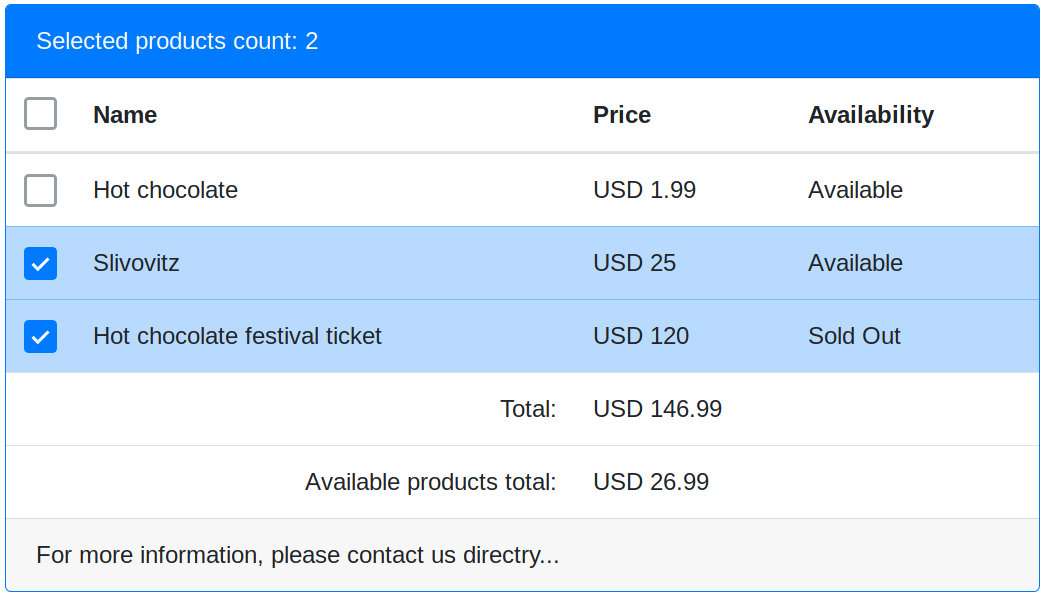 Selected products count: 2
Name Price Availability
Hot chocolate USD 1.99 Available
Slivovitz USD 25 Available
Hot chocolate festival ticket USD 120 Sold Out
Total: USD 146.99
Available products total: USD 26.99
For more information, please contact us directry...